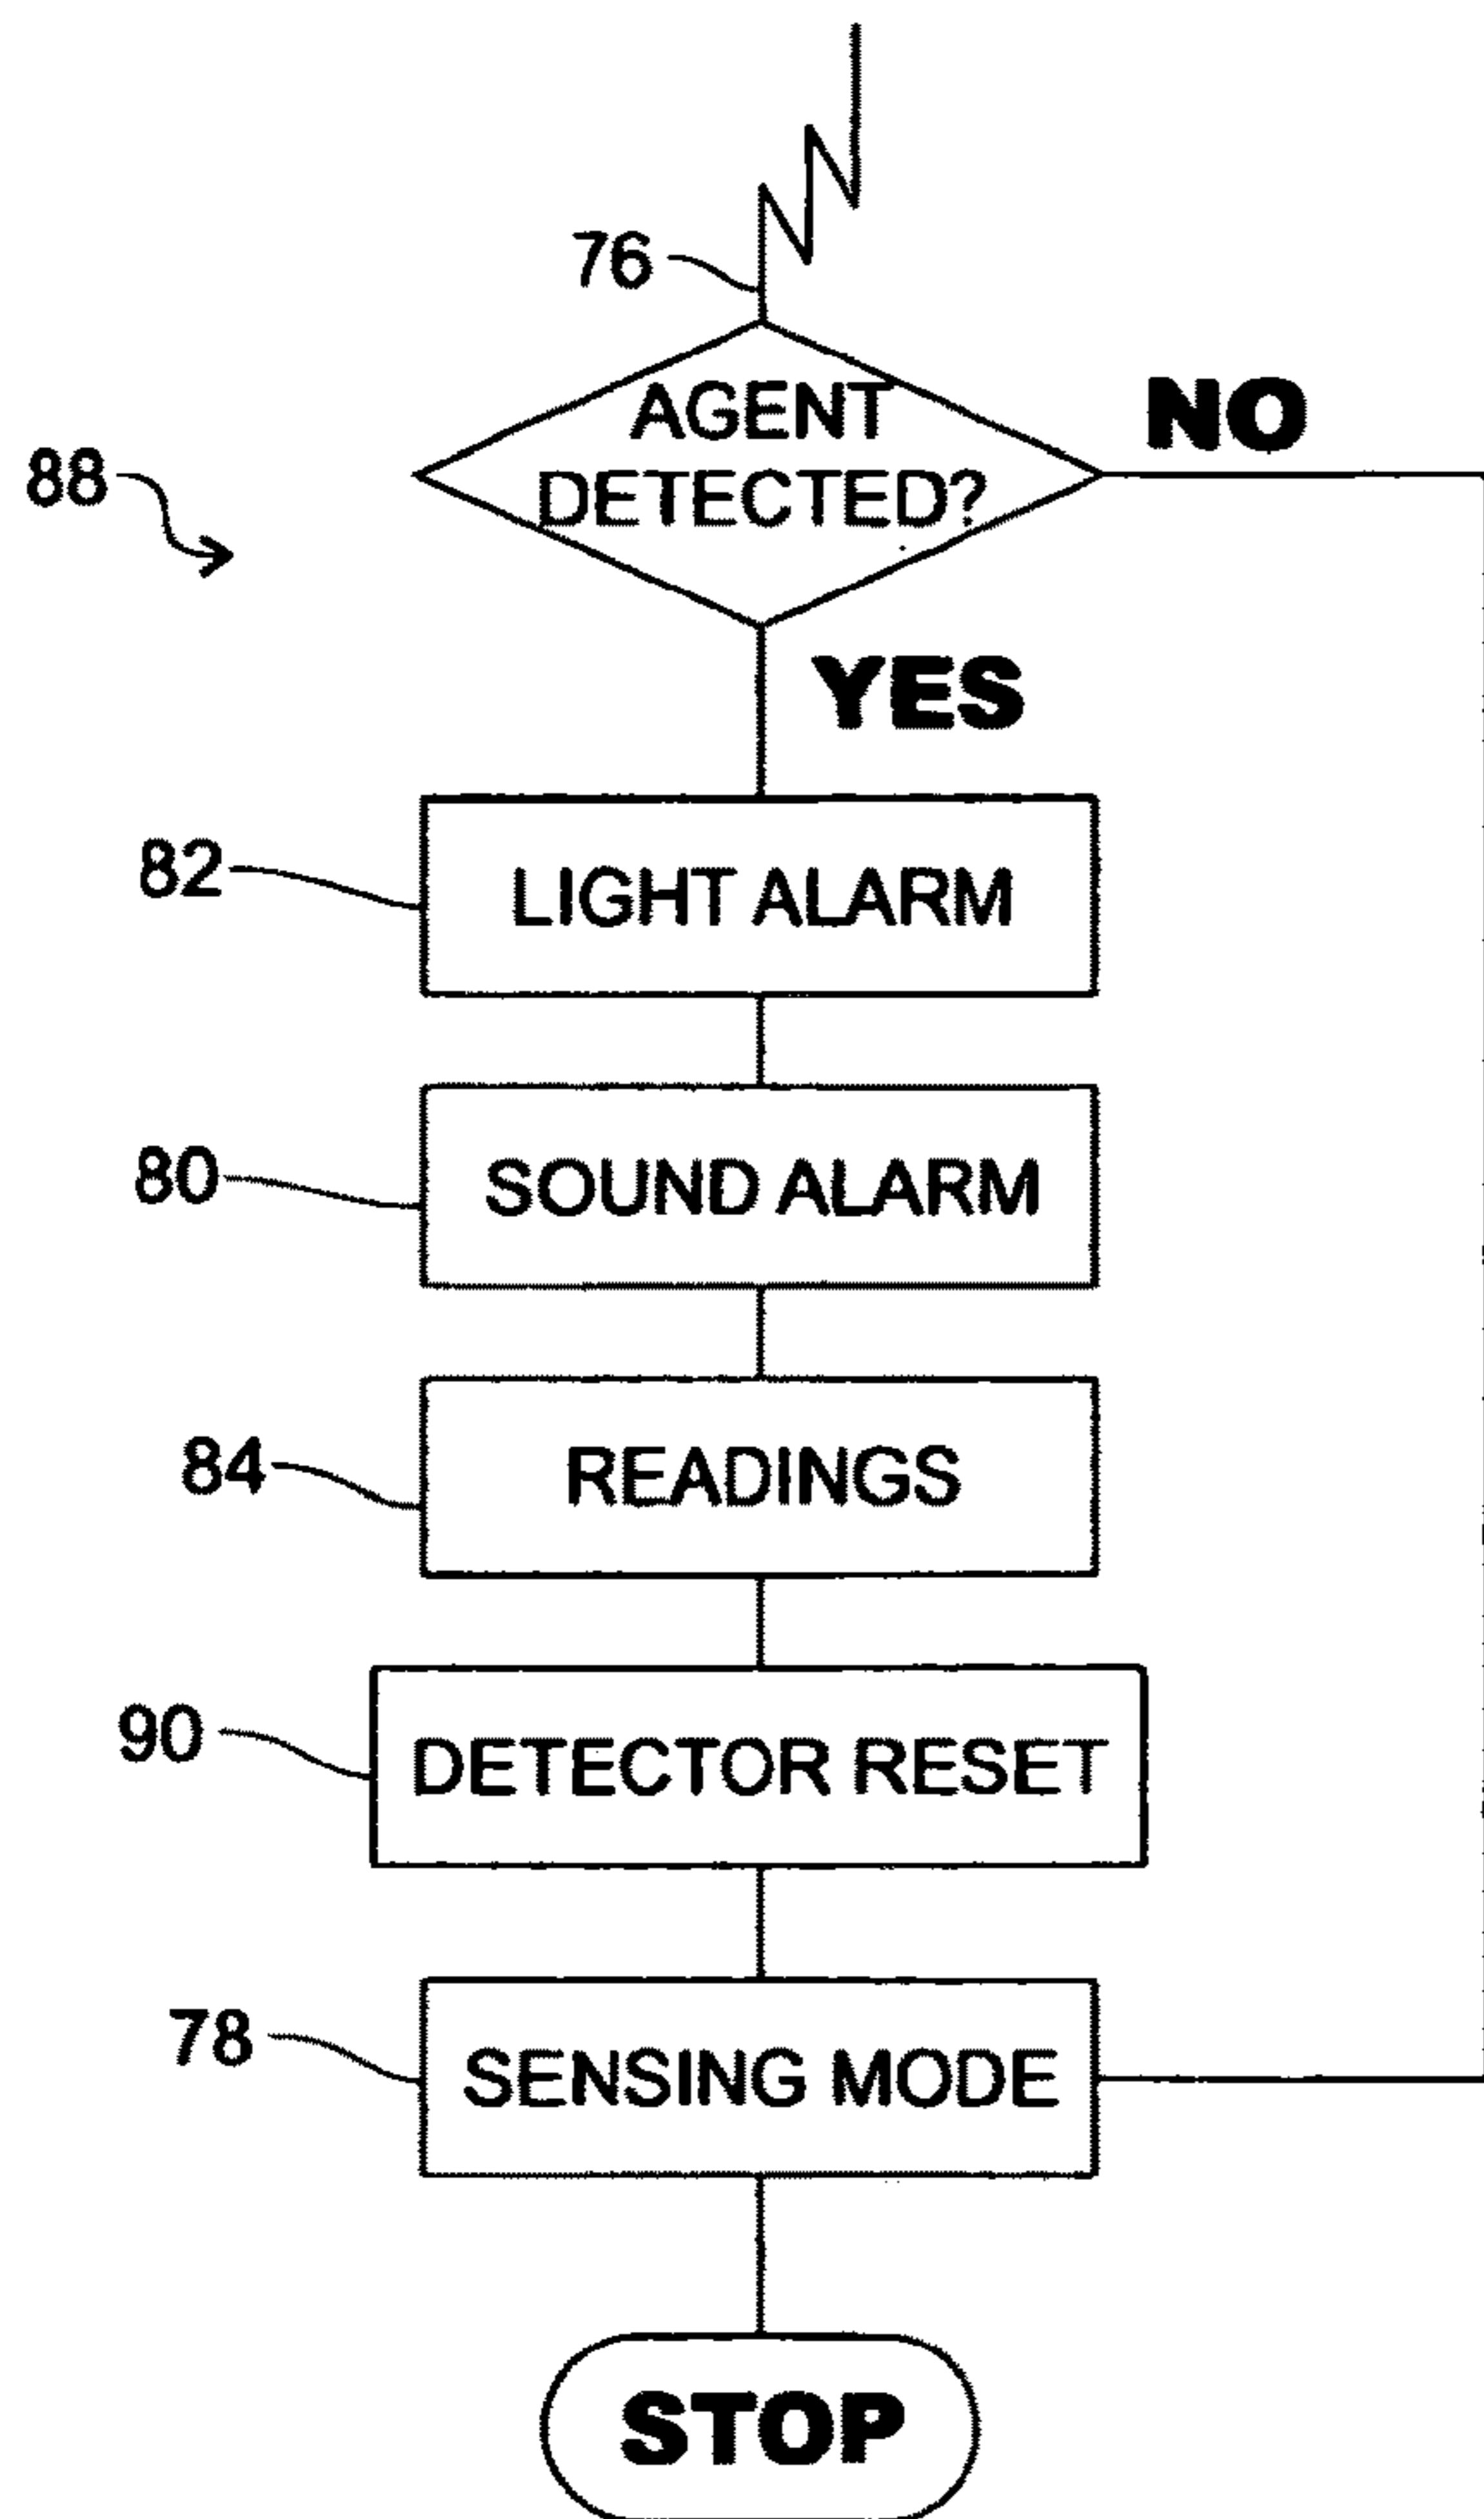 76
AGENT
DETECTED?
NO
88
YES
82
LIGHT ALARM
80
SOUND ALARM
84
READINGS
90
DETECTOR RESET
78
SENSING MODE
STOP